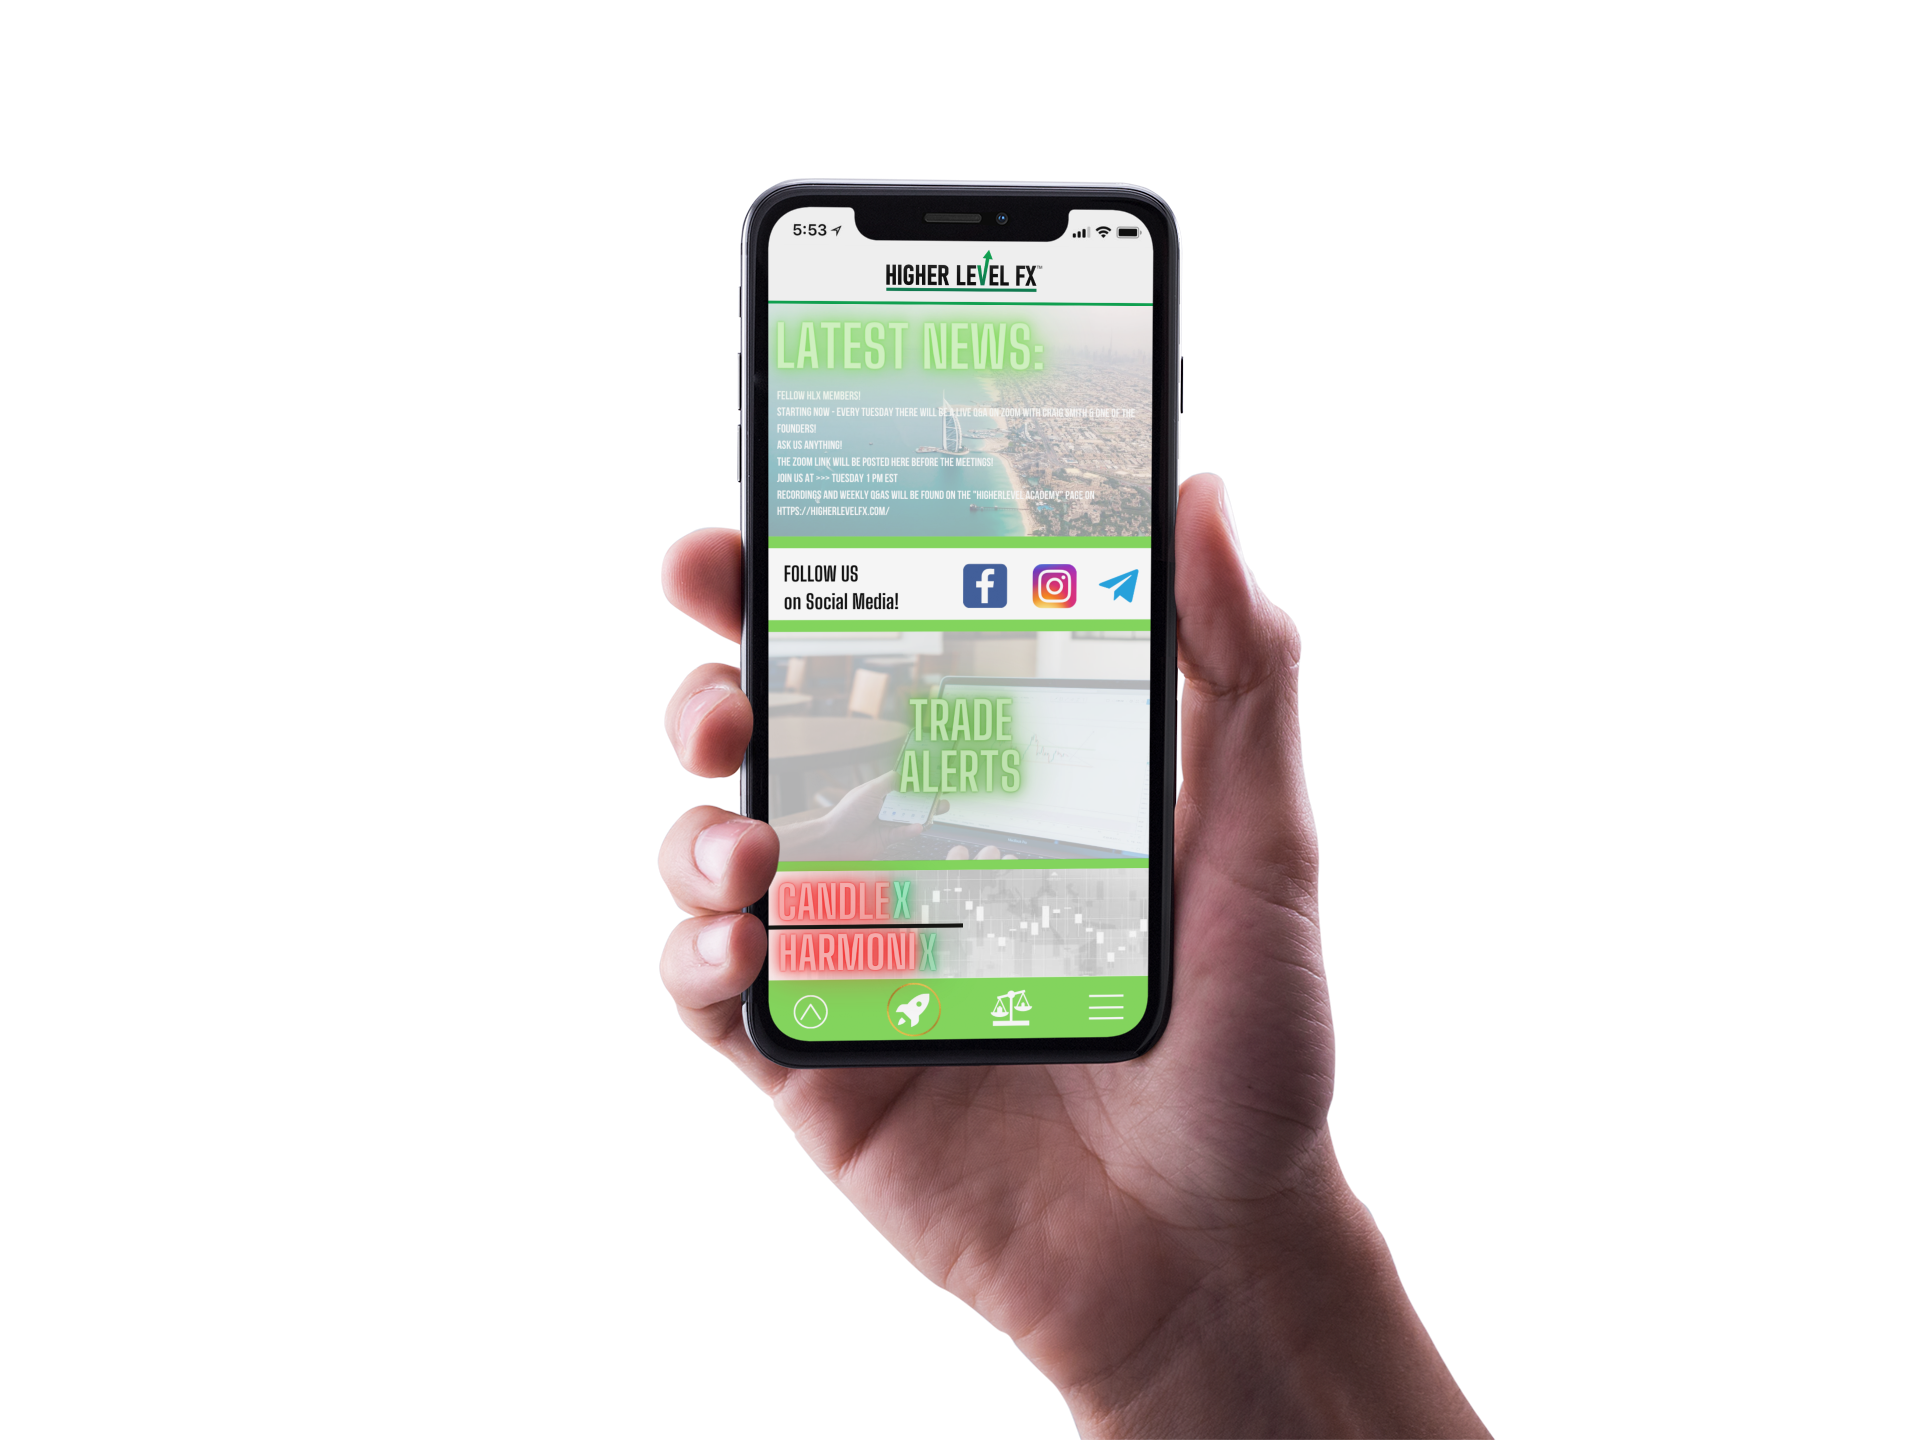 5:53
HIGHER LEVEL FX™
LATEST NEWS:
FELLOW HLX MEMBERS!
STARTING NOW - EVERY TUESDAY THERE WILL BE A LIVE Q&A ON ZOOM WITH CRAIG SMITH & ONE OF THE
FOUNDERS!
ASK US ANYTHING!
THE ZOOM LINK WILL BE POSTED HERE BEFORE THE MEETINGS!
JOIN US AT >>> TUESDAY 1 PM EST
RECORDINGS AND WEEKLY Q&AS WILL BE FOUND ON THE "HIGHERLEVEL ACADEMY" PAGE ON
HTTPS://HIGHERLEVELFX.COM/
FOLLOW US
on Social Media!
TRADE
ALERTS
CANDLEX
HARMONIX